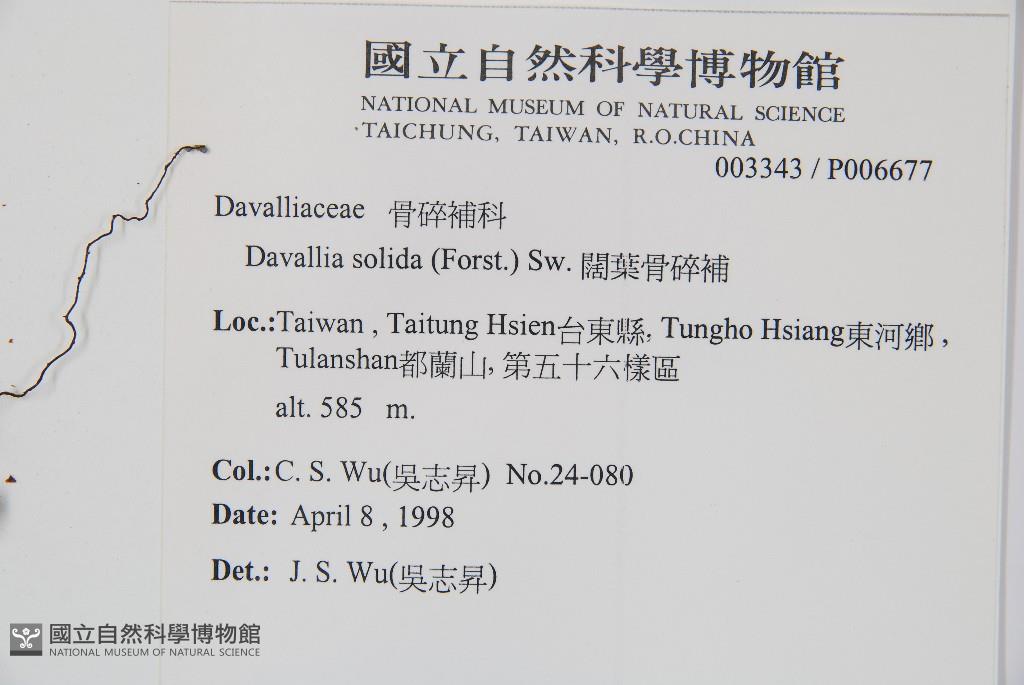 國立自然科學博物館
NATIONAL MUSEUM OF NATURAL SCIENCE
TAICHUNG, TAIWAN, R.O.CHINA
003343 / P006677
Davalliaceae 骨碎補科
Davallia solida (Forst.) Sw. 闊葉骨碎補
Loc.:Taiwan , Taitung Hsien台東縣, Tungho Hsiang東河鄉 ,
Tulanshan都蘭山, 第五十六樣區
alt. 585 m.
Col.: C. S. Wu(吳志昇) No.24-080
Date: April 8 , 1998
Det.: J. S. Wu(吳志昇)
國立自然科學博物館
NATIONAL MUSEUM OF NATURAL SCIENCE